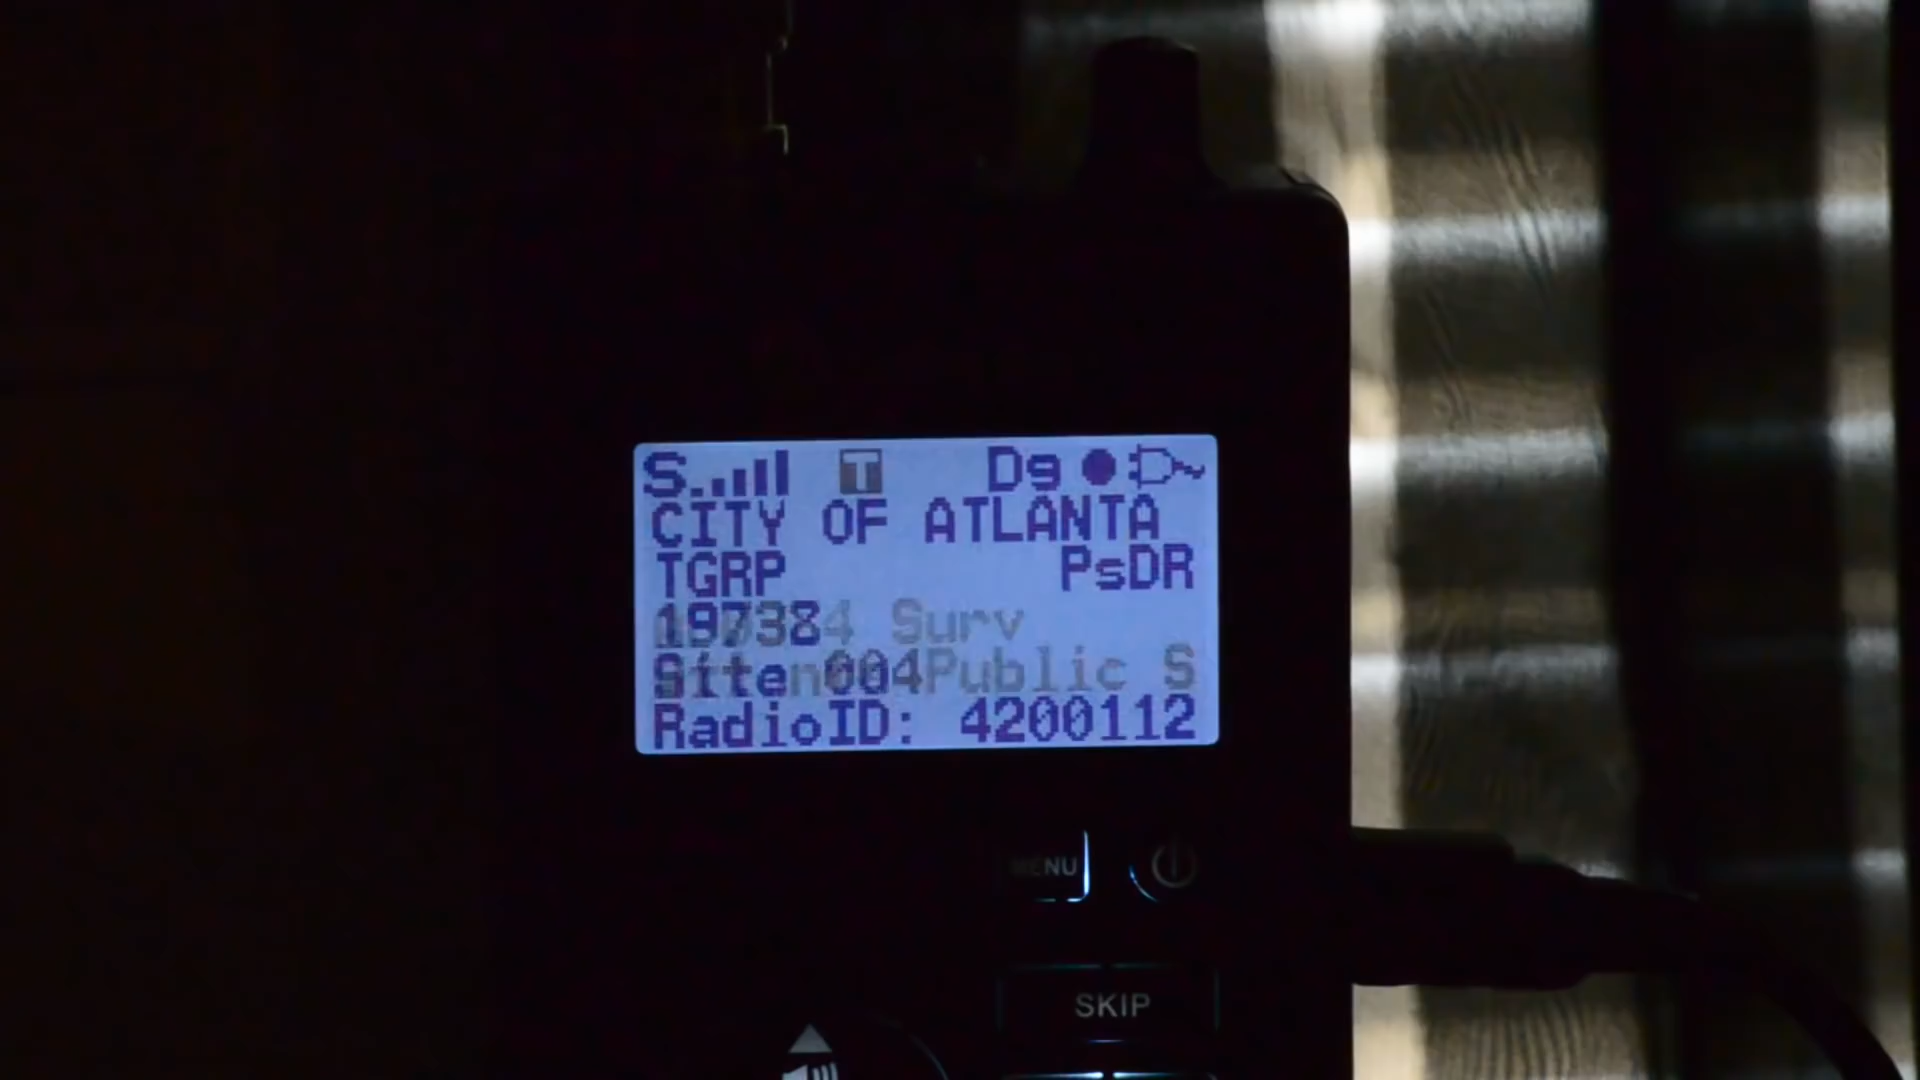 S T Dg
CITY OF ATLANTA
TGRP PsDR
19738 Surv
Site 004 Public S
RadioID: 4200112
MENU
SKIP